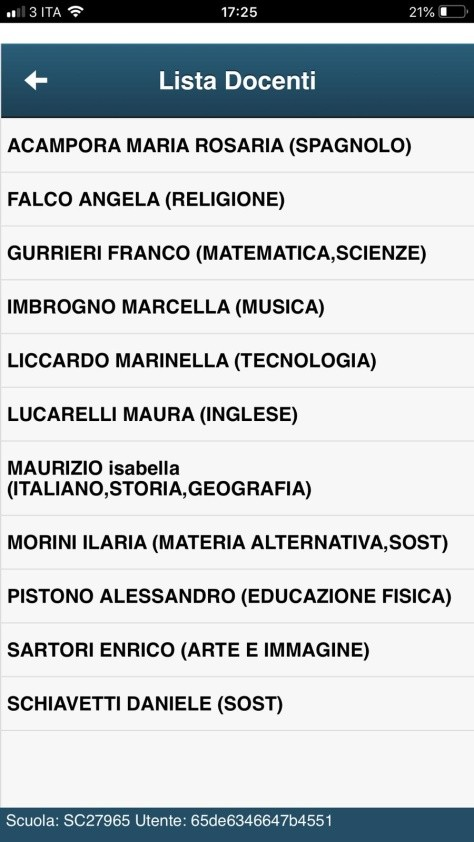 3 ITA 17:25 21%
Lista Docenti
ACAMPORA MARIA ROSARIA (SPAGNOLO)
FALCO ANGELA (RELIGIONE)
GURRIERI FRANCO (MATEMATICA,SCIENZE)
IMBROGNO MARCELLA (MUSICA)
LICCARDO MARINELLA (TECNOLOGIA)
LUCARELLI MAURA (INGLESE)
MAURIZIO isabella
(ITALIANO,STORIA,GEOGRAFIA)
MORINI ILARIA (MATERIA ALTERNATIVA,SOST)
PISTONO ALESSANDRO (EDUCAZIONE FISICA)
SARTORI ENRICO (ARTE E IMMAGINE)
SCHIAVETTI DANIELE (SOST)
Scuola: SC27965 Utente: 65de6346647b4551